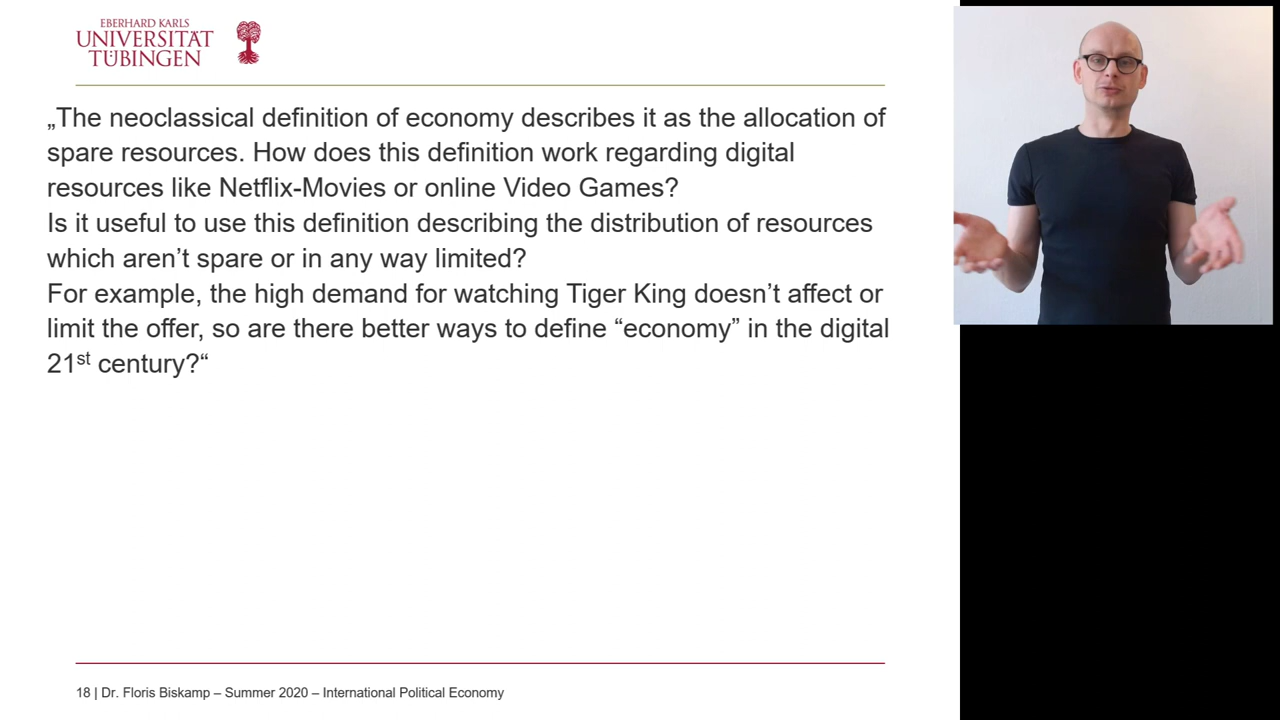 EBERHARD KARLS
UNIVERSITÄT
TÜBINGEN
„The neoclassical definition of economy describes it as the allocation of
spare resources. How does this definition work regarding digital
resources like Netflix-Movies or online Video Games?
Is it useful to use this definition describing the distribution of resources
which aren’t spare or in any way limited?
For example, the high demand for watching Tiger King doesn’t affect or
limit the offer, so are there better ways to define “economy” in the digital
21st century?“
18 | Dr. Floris Biskamp – Summer 2020 – International Political Economy